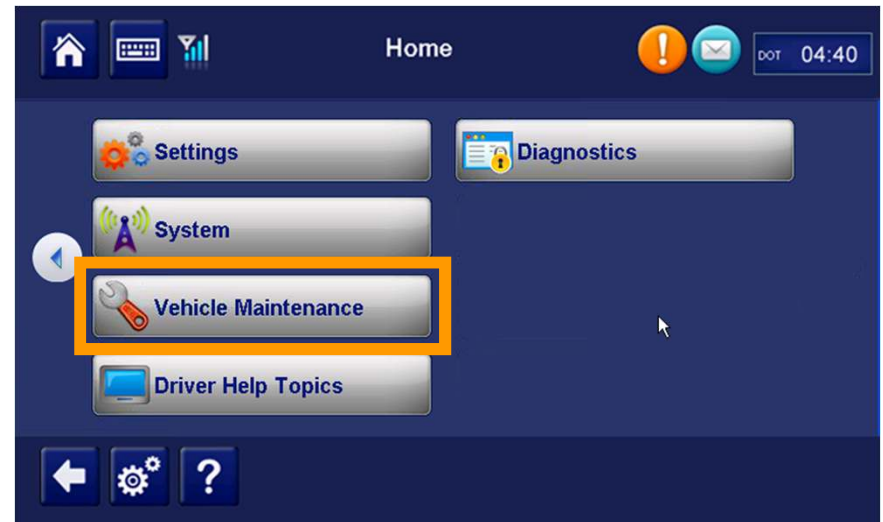 Home
DOT 04:40
Settings
Diagnostics
System
Vehicle Maintenance
Driver Help Topics
?